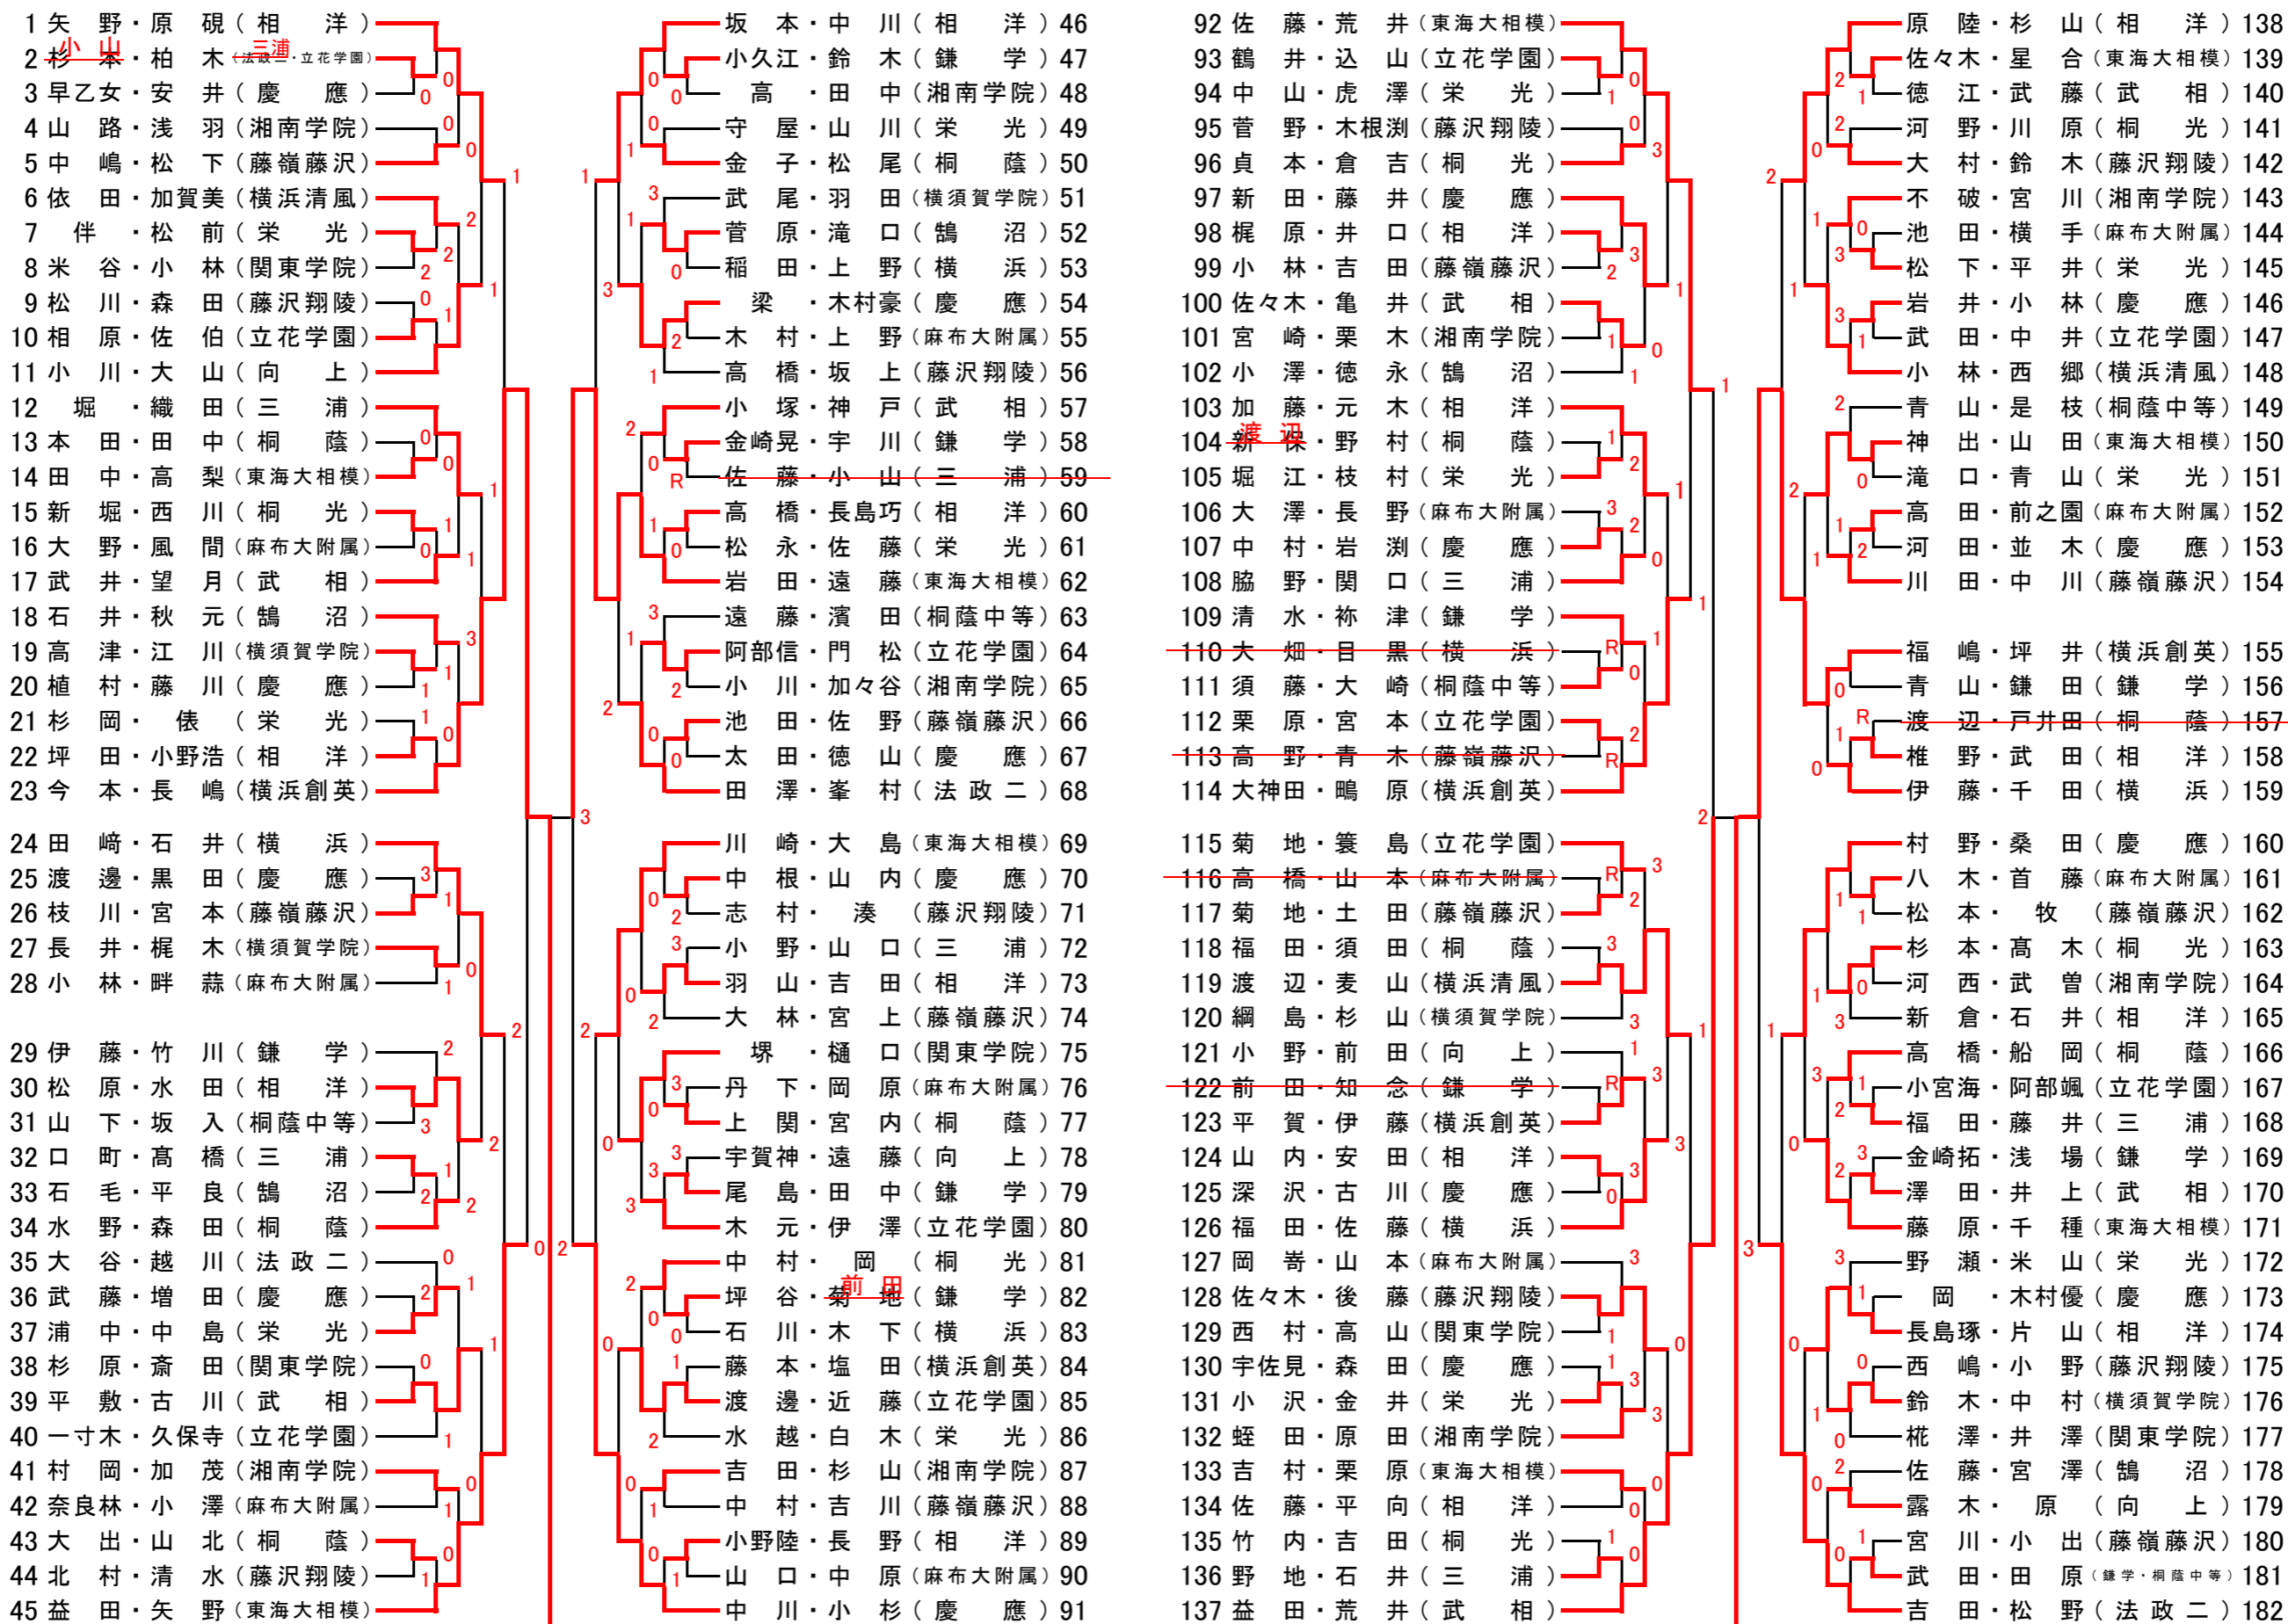 1 矢野・原硯(相洋)
2 杉本・柏木(法政二・立花学園) 小山 三浦
3 早乙女・安井(慶應)
4 山路・浅羽(湘南学院)
5 中嶋・松下(藤嶺藤沢)
6 依田・加賀美(横浜清風)
7 伴・松前(栄光)
8 米谷・小林(関東学院)
9 松川・森田(藤沢翔陵)
10 相原・佐伯(立花学園)
11 小川・大山(向上)
12 堀・織田(三浦)
13 本田・田中(桐蔭)
14 田中・高梨(東海大相模)
15 新堀・西川(桐光)
16 大野・風間(麻布大附属)
17 武井・望月(武相)
18 石井・秋元(鵠沼)
19 高津・江川(横須賀学院)
20 植村・藤川(慶應)
21 杉岡・俵(栄光)
22 坪田・小野浩(相洋)
23 今本・長嶋(横浜創英)
24 田﨑・石井(横浜)
25 渡邊・黒田(慶應)
26 枝川・宮本(藤嶺藤沢)
27 長井・梶木(横須賀学院)
28 小林・畔蒜(麻布大附属)
29 伊藤・竹川(鎌学)
30 松原・水田(相洋)
31 山下・坂入(桐蔭中等)
32 口町・髙橋(三浦)
33 石毛・平良(鵠沼)
34 水野・森田(桐蔭)
35 大谷・越川(法政二)
36 武藤・増田(慶應)
37 浦中・中島(栄光)
38 杉原・斎田(関東学院)
39 平敷・古川(武相)
40 一寸木・久保寺(立花学園)
41 村岡・加茂(湘南学院)
42 奈良林・小澤(麻布大附属)
43 大出・山北(桐蔭)
44 北村・清水(藤沢翔陵)
45 益田・矢野(東海大相模)
坂本・中川(相洋)46
小久江・鈴木(鎌学)47
高・田中(湘南学院)48
守屋・山川(栄光)49
金子・松尾(桐蔭)50
武尾・羽田(横須賀学院)51
菅原・滝口(鵠沼)52
稲田・上野(横浜)53
梁・木村豪(慶應)54
木村・上野(麻布大附属)55
高橋・坂上(藤沢翔陵)56
小塚・神戸(武相)57
金崎晃・宇川(鎌学)58
佐藤・小山(三浦)59
高橋・長島巧(相洋)60
松永・佐藤(栄光)61
岩田・遠藤(東海大相模)62
遠藤・濱田(桐蔭中等)63
阿部信・門松(立花学園)64
小川・加々谷(湘南学院)65
池田・佐野(藤嶺藤沢)66
太田・徳山(慶應)67
田澤・峯村(法政二)68
川崎・大島(東海大相模)69
中根・山内(慶應)70
志村・湊(藤沢翔陵)71
小野・山口(三浦)72
羽山・吉田(相洋)73
大林・宮上(藤嶺藤沢)74
堺・樋口(関東学院)75
丹下・岡原(麻布大附属)76
上関・宮内(桐蔭)77
宇賀神・遠藤(向上)78
尾島・田中(鎌学)79
木元・伊澤(立花学園)80
中村・岡(桐光)81
坪谷・菊地(鎌学)82 前田
石川・木下(横浜)83
藤本・塩田(横浜創英)84
渡邊・近藤(立花学園)85
水越・白木(栄光)86
吉田・杉山(湘南学院)87
中村・吉川(藤嶺藤沢)88
小野陸・長野(相洋)89
山口・中原(麻布大附属)90
中川・小杉(慶應)91
92 佐藤・荒井(東海大相模)
93 鶴井・込山(立花学園)
94 中山・虎澤(栄光)
95 菅野・木根渕(藤沢翔陵)
96 貞本・倉吉(桐光)
97 新田・藤井(慶應)
98 梶原・井口(相洋)
99 小林・吉田(藤嶺藤沢)
100 佐々木・亀井(武相)
101 宮崎・栗木(湘南学院)
102 小澤・徳永(鵠沼)
103 加藤・元木(相洋)
104 新保・野村(桐蔭) 渡辺
105 堀江・枝村(栄光)
106 大澤・長野(麻布大附属)
107 中村・岩渕(慶應)
108 脇野・関口(三浦)
109 清水・祢津(鎌学)
110 大畑・目黒(横浜)
111 須藤・大崎(桐蔭中等)
112 栗原・宮本(立花学園)
113 高野・青木(藤嶺藤沢)
114 大神田・鴫原(横浜創英)
115 菊地・簑島(立花学園)
116 高橋・山本(麻布大附属)
117 菊地・土田(藤嶺藤沢)
118 福田・須田(桐蔭)
119 渡辺・麦山(横浜清風)
120 綱島・杉山(横須賀学院)
121 小野・前田(向上)
122 前田・知念(鎌学)
123 平賀・伊藤(横浜創英)
124 山内・安田(相洋)
125 深沢・古川(慶應)
126 福田・佐藤(横浜)
127 岡嵜・山本(麻布大附属)
128 佐々木・後藤(藤沢翔陵)
129 西村・高山(関東学院)
130 宇佐見・森田(慶應)
131 小沢・金井(栄光)
132 蛭田・原田(湘南学院)
133 吉村・栗原(東海大相模)
134 佐藤・平向(相洋)
135 竹内・吉田(桐光)
136 野地・石井(三浦)
137 益田・荒井(武相)
原陸・杉山(相洋)138
佐々木・星合(東海大相模)139
徳江・武藤(武相)140
河野・川原(桐光)141
大村・鈴木(藤沢翔陵)142
不破・宮川(湘南学院)143
池田・横手(麻布大附属)144
松下・平井(栄光)145
岩井・小林(慶應)146
武田・中井(立花学園)147
小林・西郷(横浜清風)148
青山・是枝(桐蔭中等)149
神出・山田(東海大相模)150
滝口・青山(栄光)151
高田・前之園(麻布大附属)152
河田・並木(慶應)153
川田・中川(藤嶺藤沢)154
福嶋・坪井(横浜創英)155
青山・鎌田(鎌学)156
渡辺・戸井田(桐蔭)157
椎野・武田(相洋)158
伊藤・千田(横浜)159
村野・桑田(慶應)160
八木・首藤(麻布大附属)161
松本・牧(藤嶺藤沢)162
杉本・髙木(桐光)163
河西・武曽(湘南学院)164
新倉・石井(相洋)165
高橋・船岡(桐蔭)166
小宮海・阿部颯(立花学園)167
福田・藤井(三浦)168
金崎拓・浅場(鎌学)169
澤田・井上(武相)170
藤原・千種(東海大相模)171
野瀬・米山(栄光)172
岡・木村優(慶應)173
長島琢・片山(相洋)174
西嶋・小野(藤沢翔陵)175
鈴木・中村(横須賀学院)176
椛澤・井澤(関東学院)177
佐藤・宮澤(鵠沼)178
露木・原(向上)179
宮川・小出(藤嶺藤沢)180
武田・田原(鎌学・桐蔭中等)181
吉田・松野(法政二)182